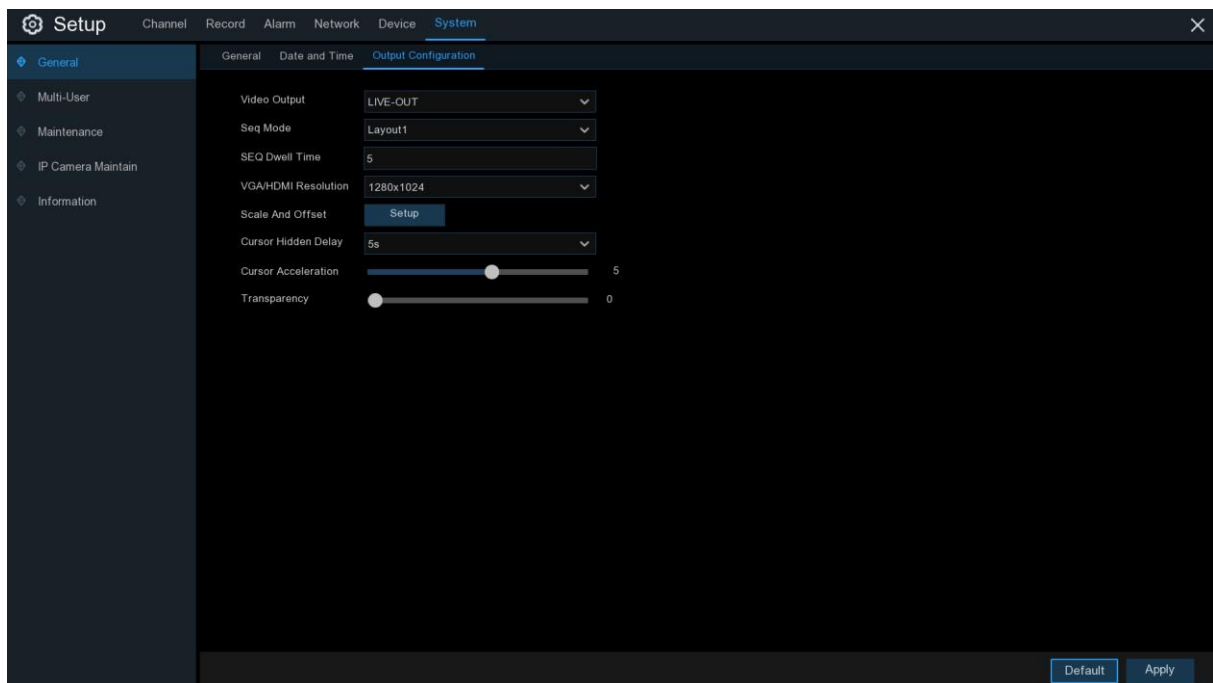 Setup Channel Record Alarm Network Device System
General Date and Time Output Configuration
General
Multi-User
Maintenance
IP Camera Maintain
Information
Video Output LIVE-OUT
Seq Mode Layout1
SEQ Dwell Time 5
VGA/HDMI Resolution 1280x1024
Scale And Offset Setup
Cursor Hidden Delay 5s
Cursor Acceleration 5
Transparency 0
Default Apply